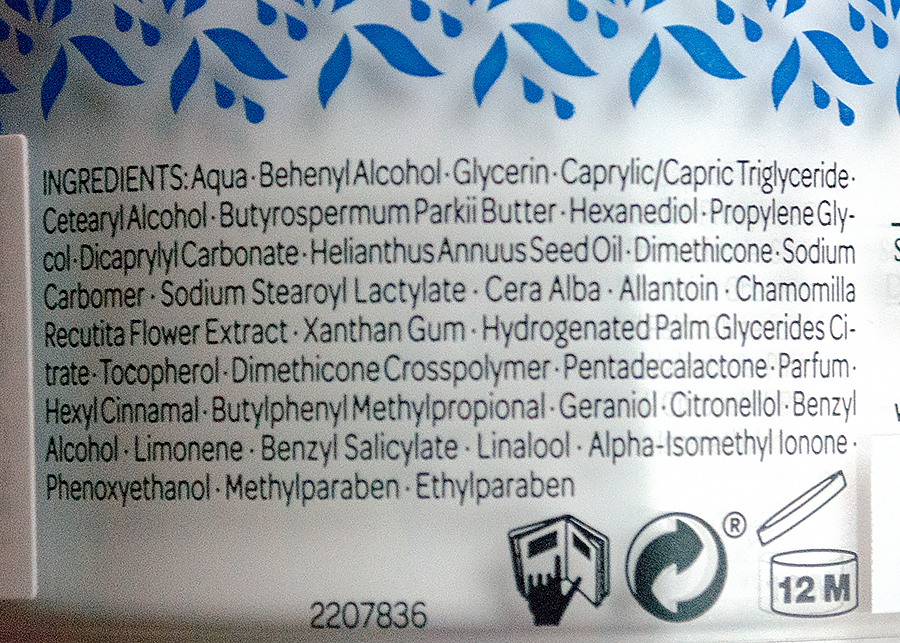 INGREDIENTS: Aqua · Behenyl Alcohol · Glycerin · Caprylic/Capric Triglyceride ·
Cetearyl Alcohol · Butyrospermum Parkii Butter · Hexanediol · Propylene Gly-
col · Dicaprylyl Carbonate · Helianthus Annuus Seed Oil · Dimethicone · Sodium
Carbomer · Sodium Stearoyl Lactylate · Cera Alba · Allantoin · Chamomilla
Recutita Flower Extract · Xanthan Gum · Hydrogenated Palm Glycerides Ci-
trate · Tocopherol · Dimethicone Crosspolymer · Pentadecalactone · Parfum ·
Hexyl Cinnamal · Butylphenyl Methylpropional · Geraniol · Citronellol · Benzyl
Alcohol · Limonene · Benzyl Salicylate · Linalool · Alpha-Isomethyl Ionone ·
Phenoxyethanol · Methylparaben · Ethylparaben
®
12 M
2207836